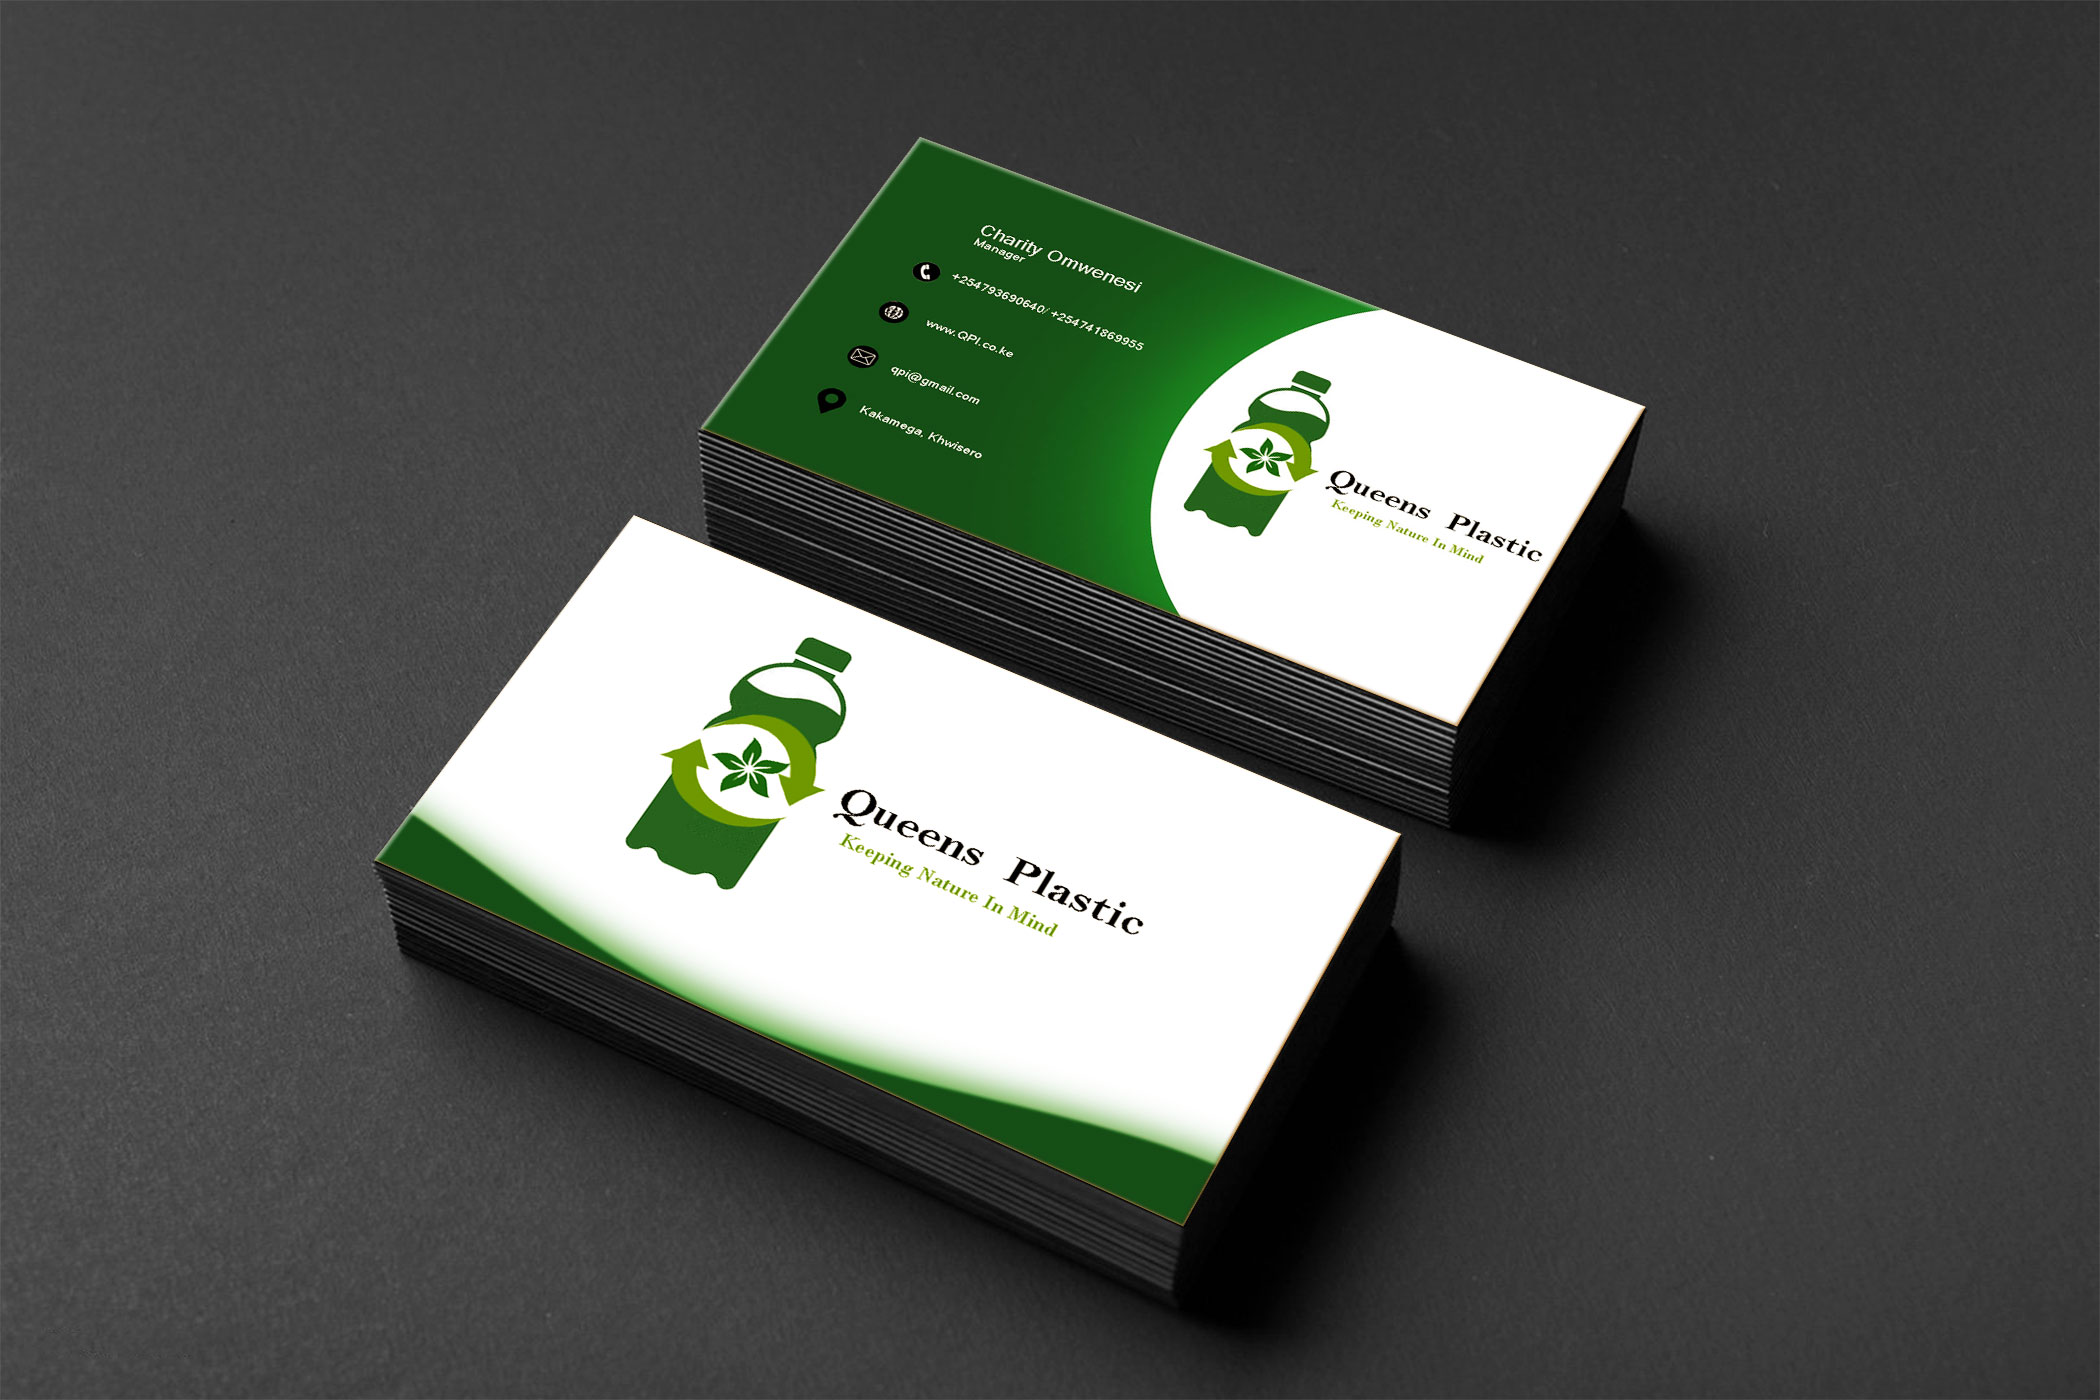 Charity Omwenesi
Manager
+254793690640/ +254741869955
www.QPI.co.ke
qpi@gmail.com
Kakamega, Khwisero
Queens Plastic
Keeping Nature In Mind
Queens Plastic
Keeping Nature In Mind